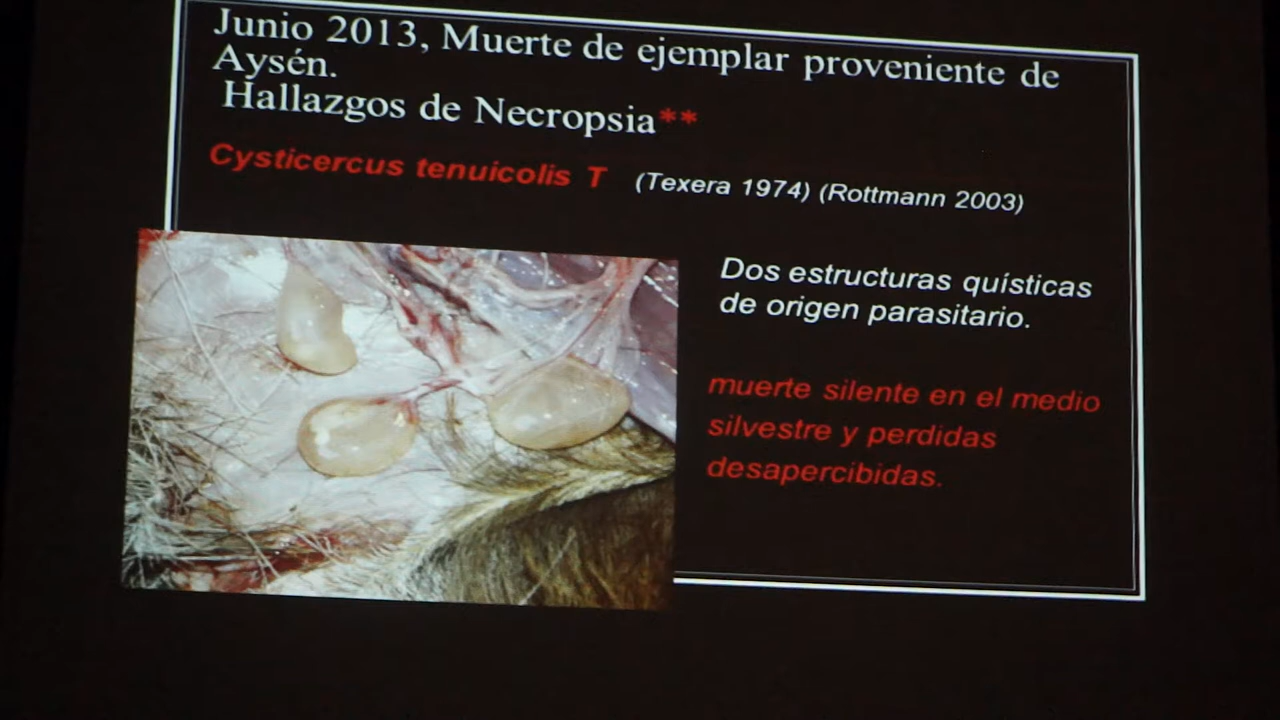 Junio 2013, Muerte de ejemplar proveniente de
Aysén.
Hallazgos de Necropsia**
Cysticercus tenuicolis T (Texera 1974) (Rottmann 2003)
Dos estructuras quísticas
de origen parasitario.
muerte silente en el medio
silvestre y perdidas
desapercibidas.